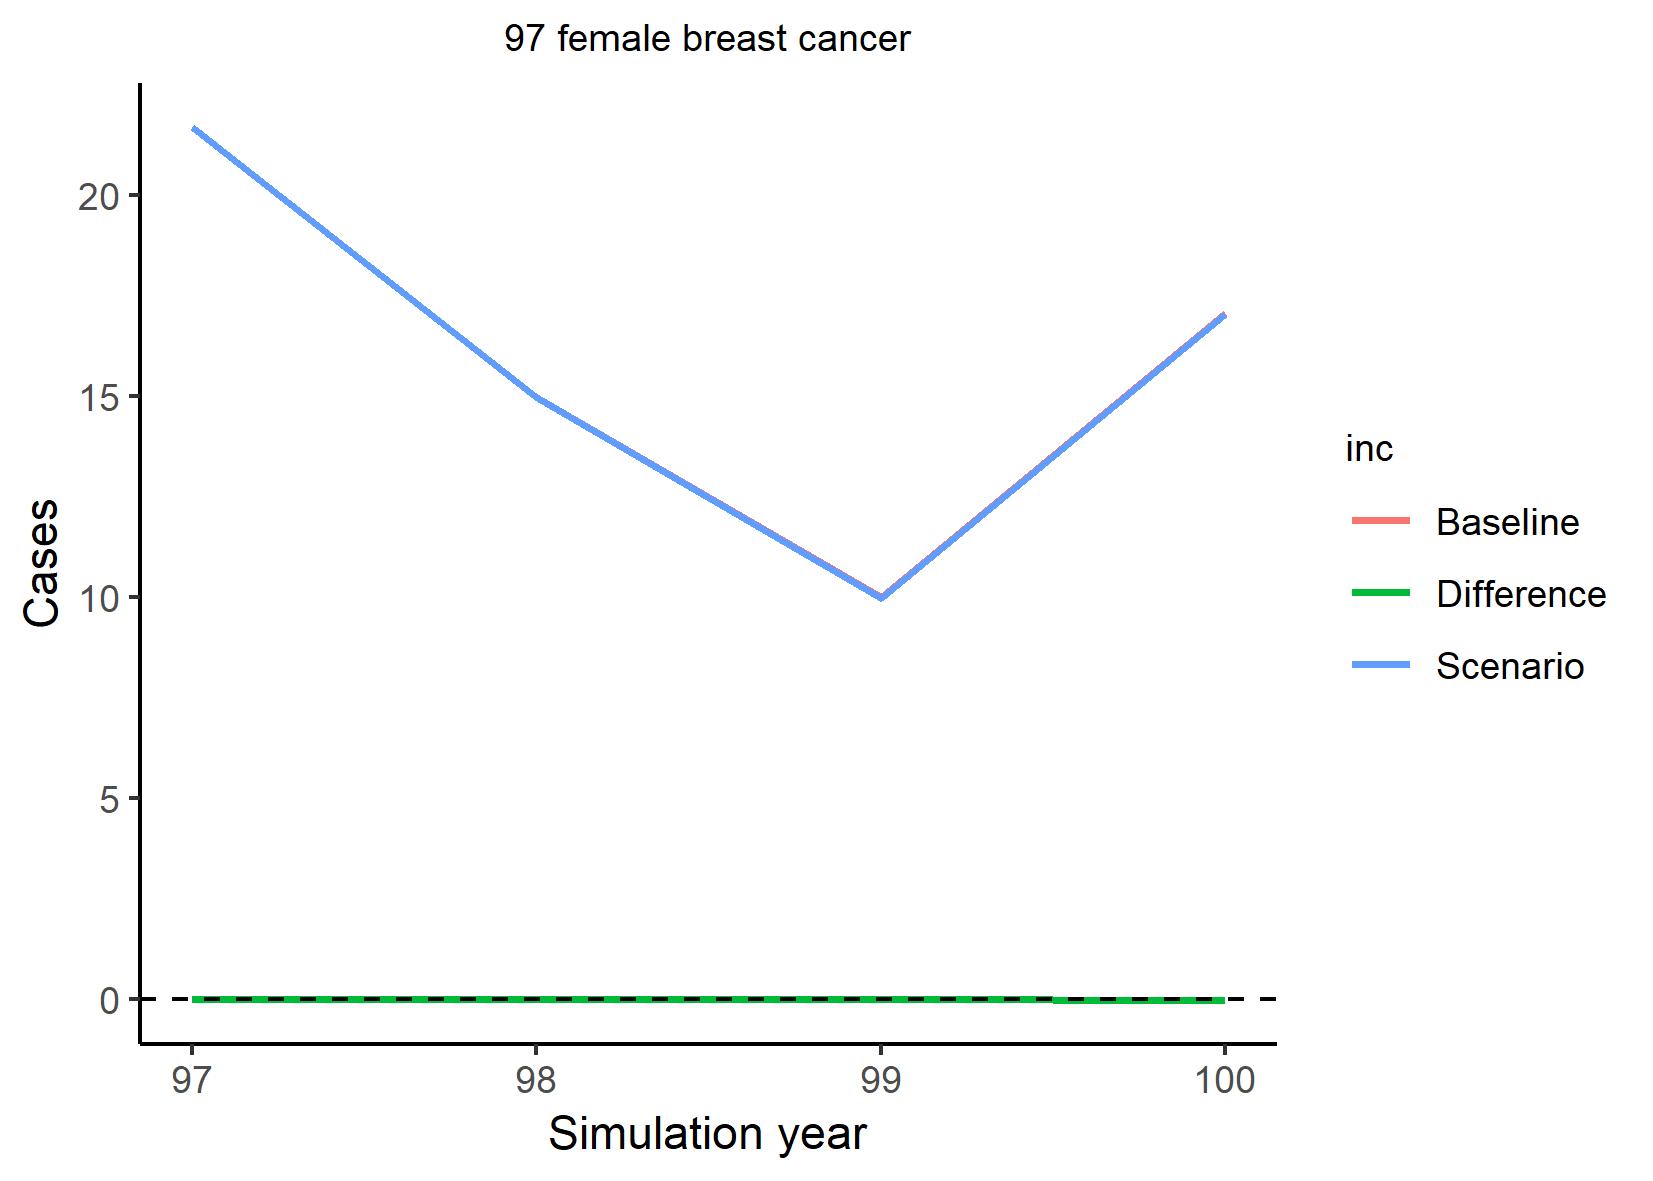 97 female breast cancer
Cases
20
15
10
5
0
97 98 99 100
Simulation year
inc
Baseline
Difference
Scenario